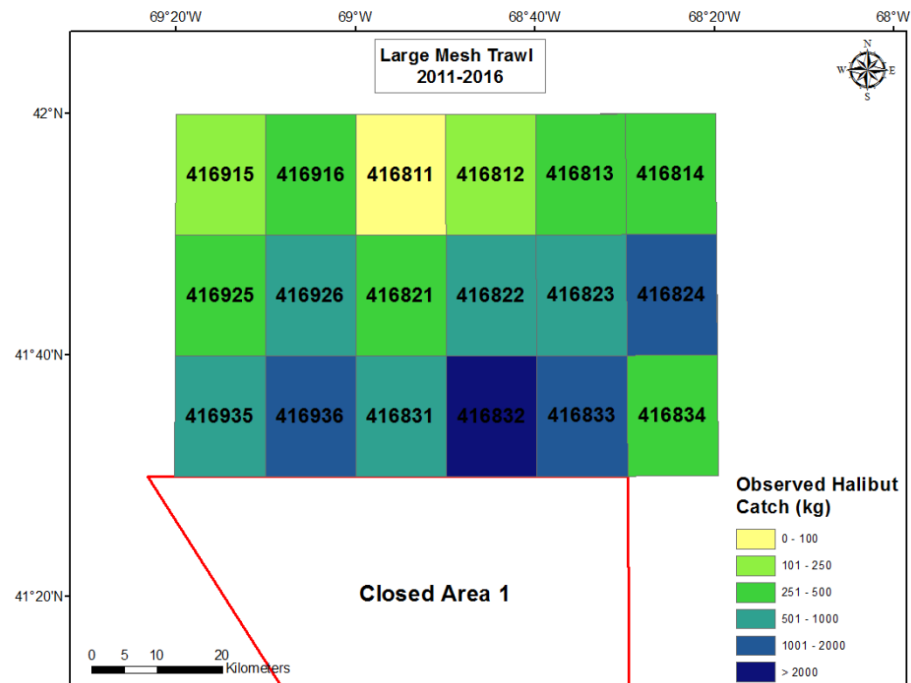 69°20'W 69°W 68°40'W 68°20'W 68°W
Large Mesh Trawl
2011-2016
N
W E
S
42°N
416915 416916 416811 416812 416813 416814
416925 416926 416821 416822 416823 416824
41°40'N
416935 416936 416831 416832 416833 416834
Observed Halibut
Catch (kg)
0 - 100
101 - 250
251 - 500
501 - 1000
1001 - 2000
> 2000
41°20'N
Closed Area 1
0 5 10 20
Kilometers